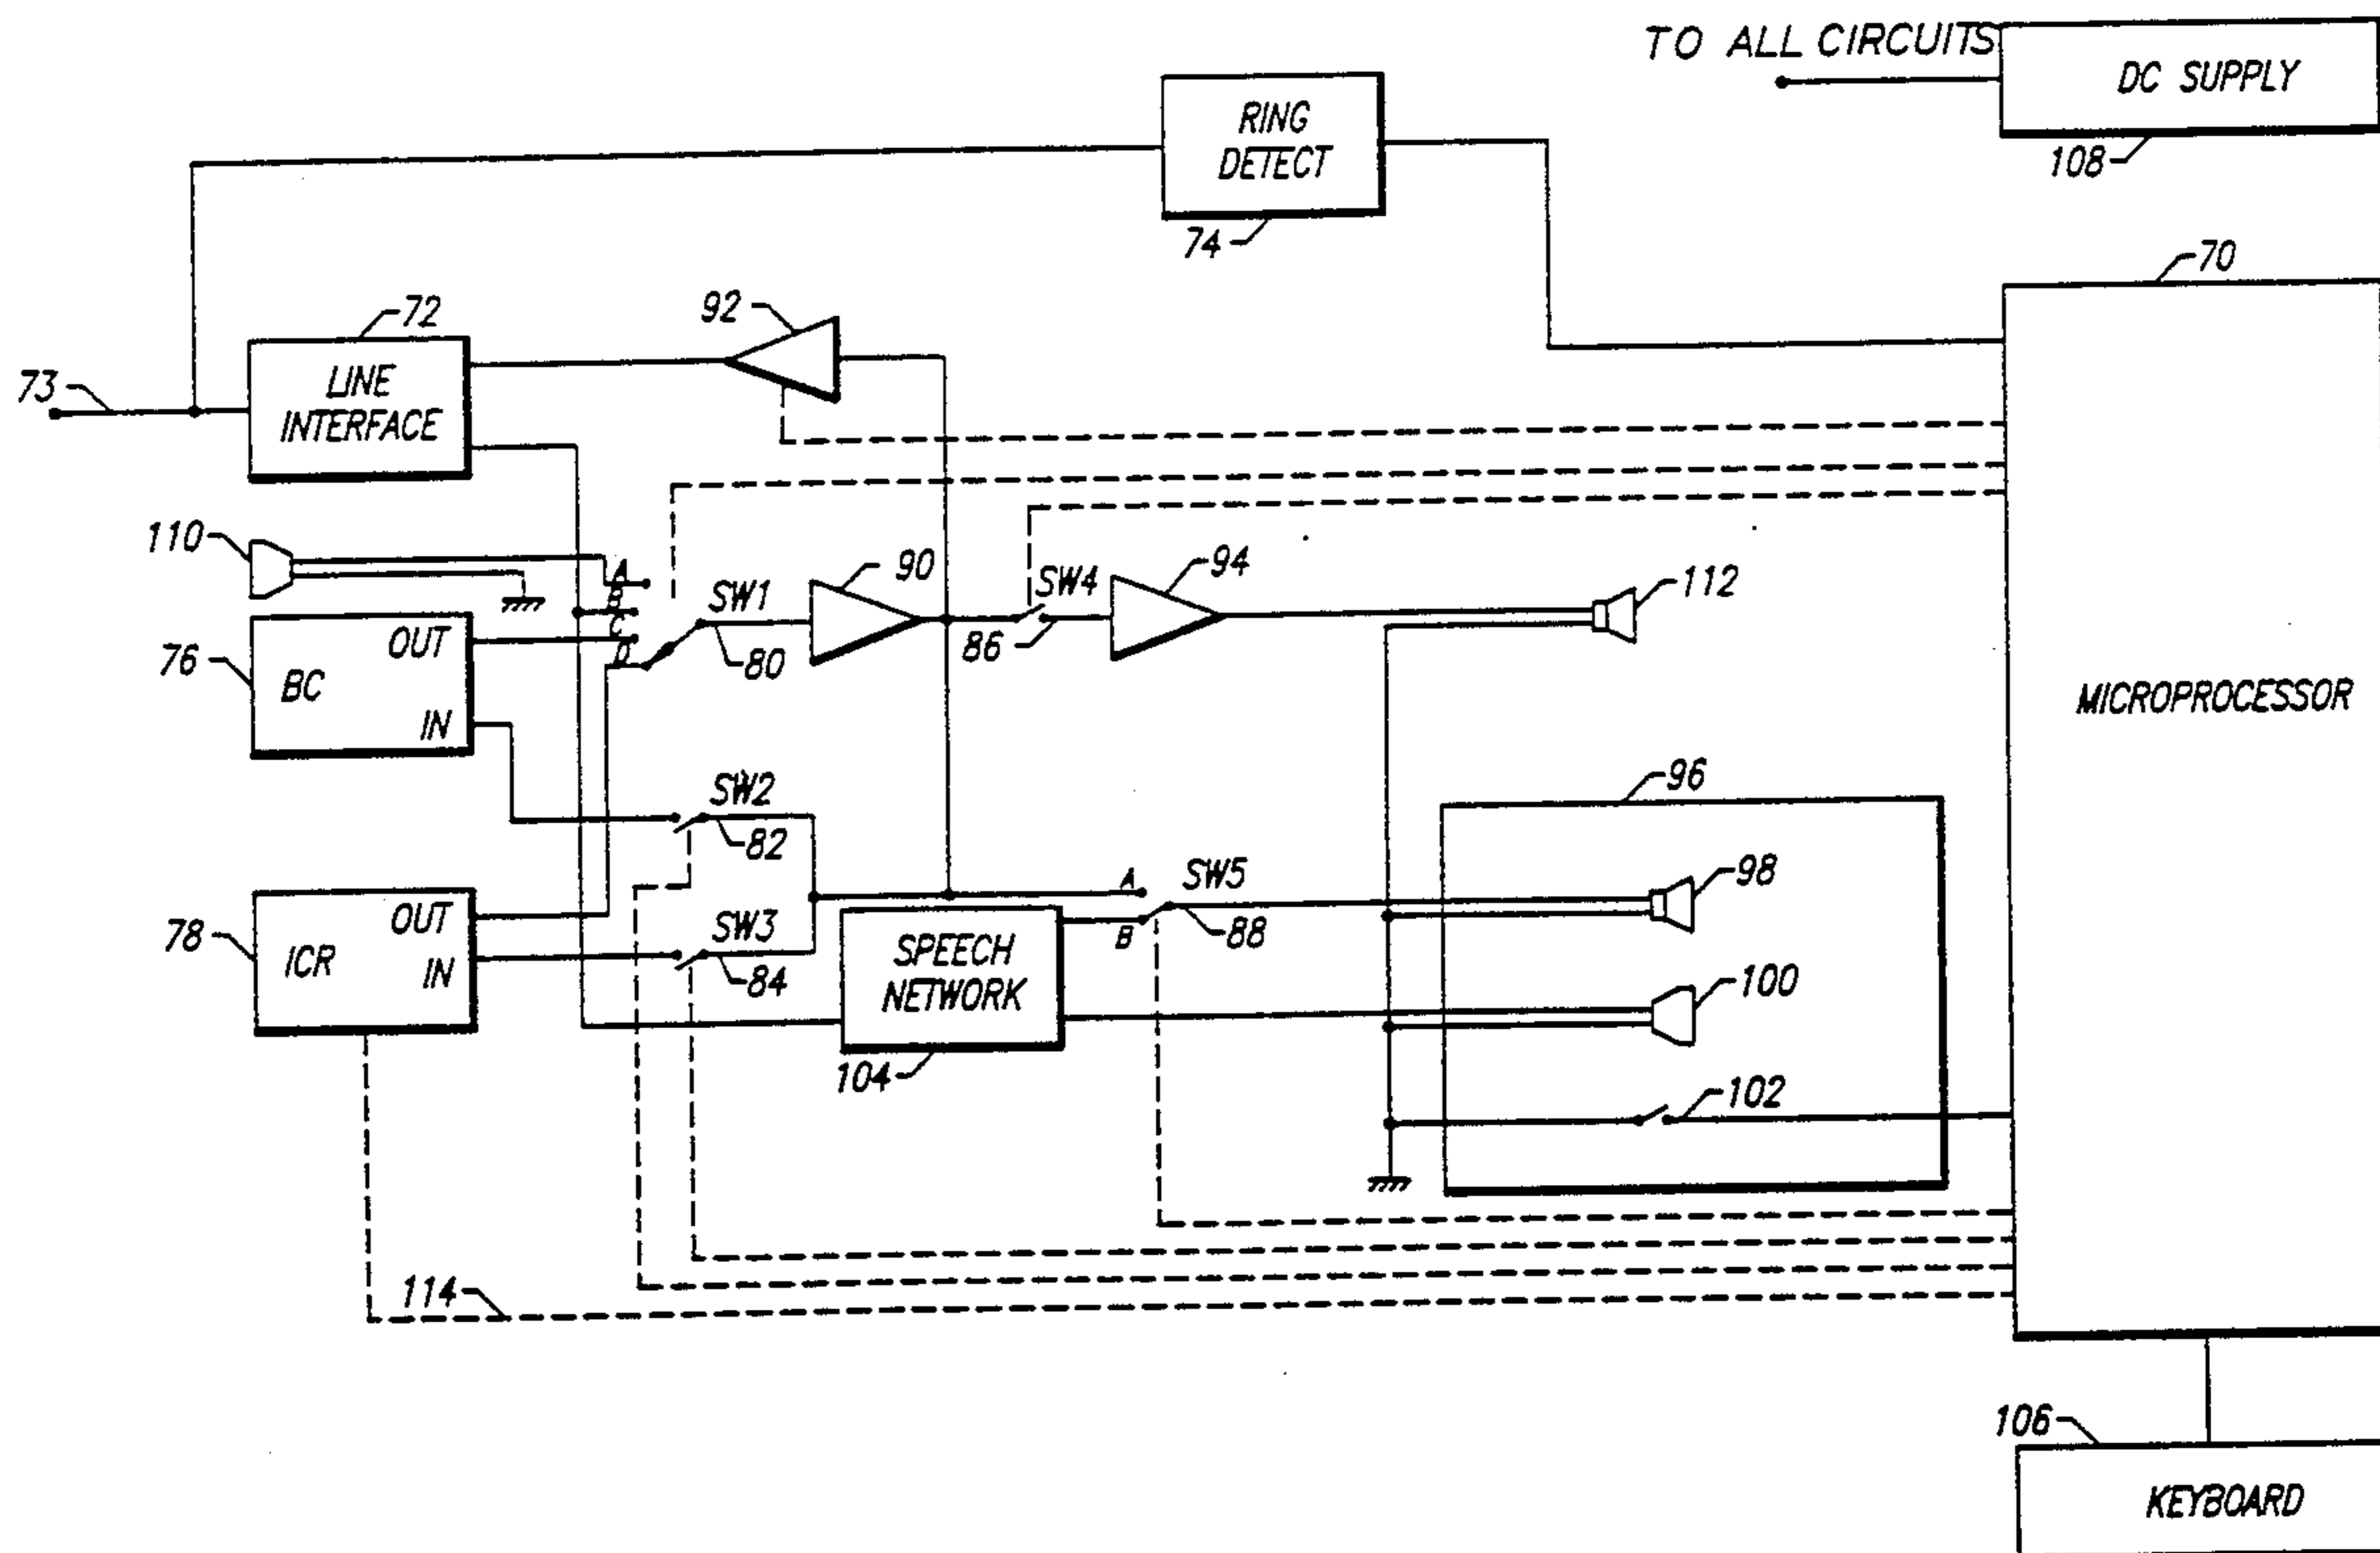 TO ALL CIRCUITS
DC SUPPLY
108
RING
DETECT
74
70
72
92
LINE
INTERFACE
73
110
A
B
C
D
SW1
80
90
SW4
86
94
112
76
BC
OUT
IN
MICROPROCESSOR
96
SW2
82
78
ICR
OUT
IN
SW3
84
SPEECH
NETWORK
104
A
B
SW5
88
98
100
102
114
106
KEYBOARD